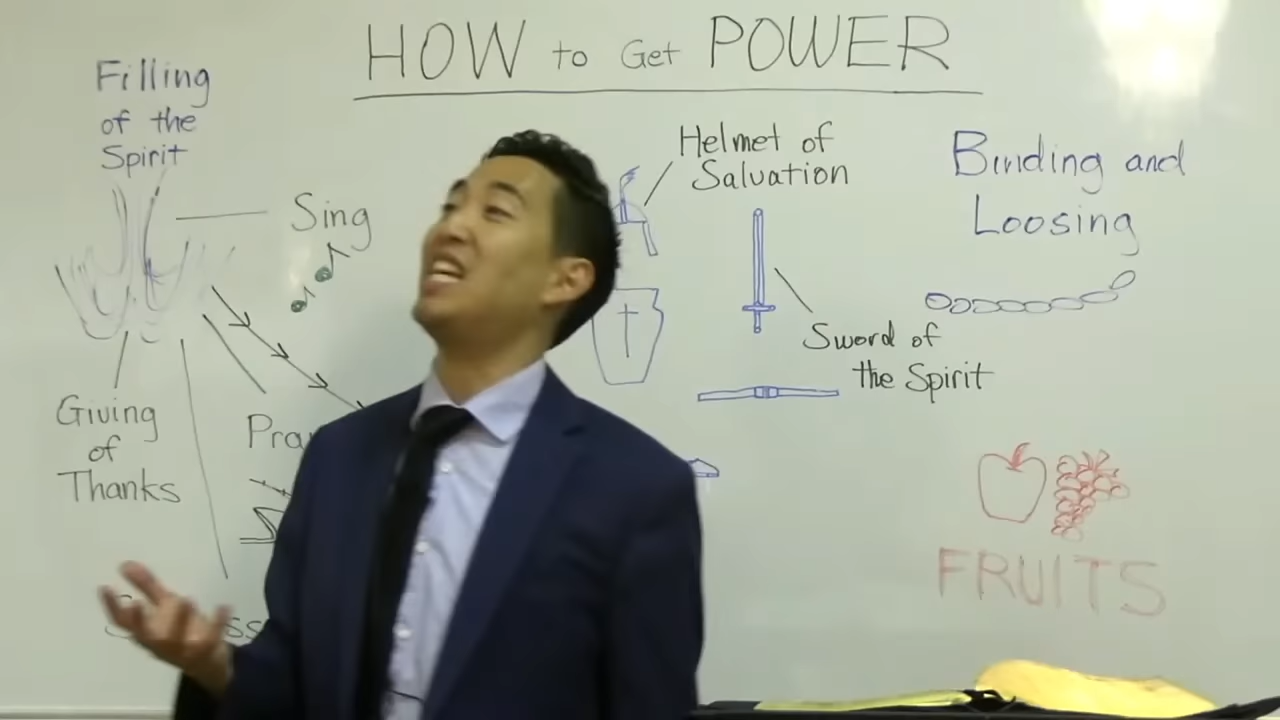 HOW to Get POWER
Filling
of the
Spirit
Sing
Giving
of
Thanks
Helmet of
Salvation
Sword of
the Spirit
Binding and
Loosing
FRUITS